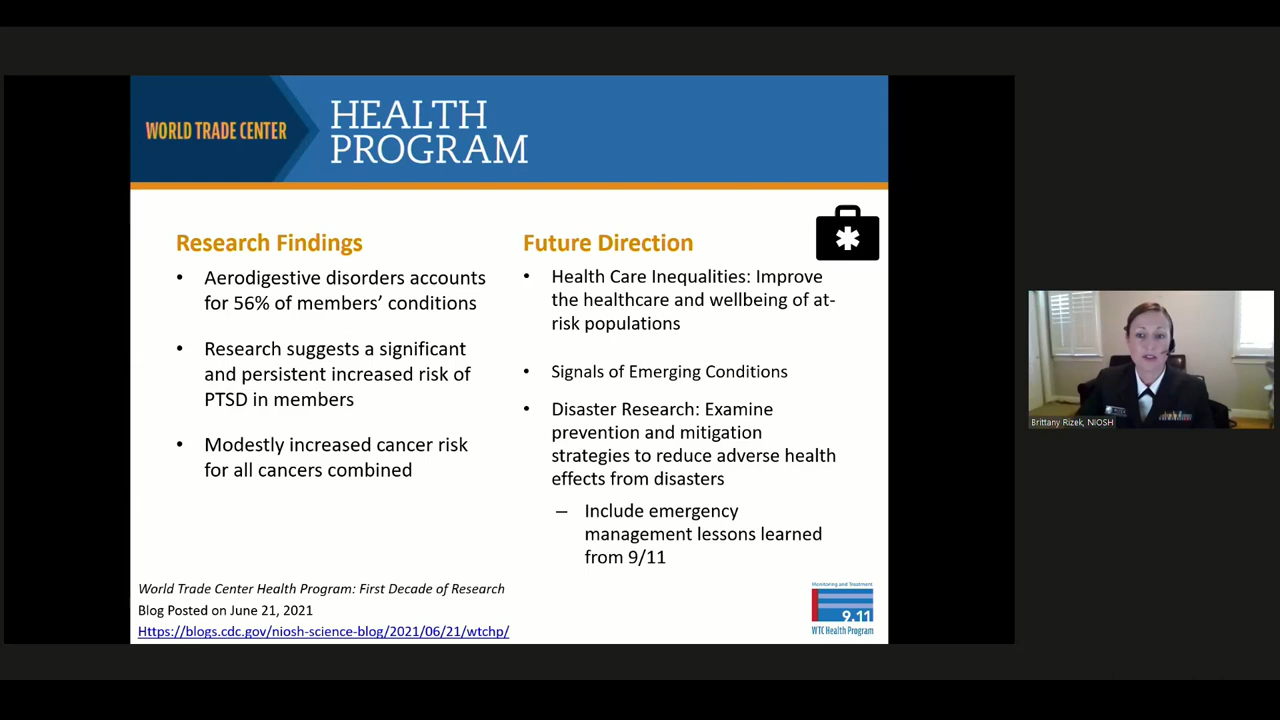 WORLD TRADE CENTER
HEALTH
PROGRAM
Research Findings
• Aerodigestive disorders accounts
for 56% of members’ conditions
• Research suggests a significant
and persistent increased risk of
PTSD in members
• Modestly increased cancer risk
for all cancers combined
Future Direction
• Health Care Inequalities: Improve
the healthcare and wellbeing of at-
risk populations
• Signals of Emerging Conditions
• Disaster Research: Examine
prevention and mitigation
strategies to reduce adverse health
effects from disasters
– Include emergency
management lessons learned
from 9/11
World Trade Center Health Program: First Decade of Research
Blog Posted on June 21, 2021
Https://blogs.cdc.gov/niosh-science-blog/2021/06/21/wtchp/
Monitoring and Treatment
9.11
WTC Health Program
Brittany Rizek, NIOSH